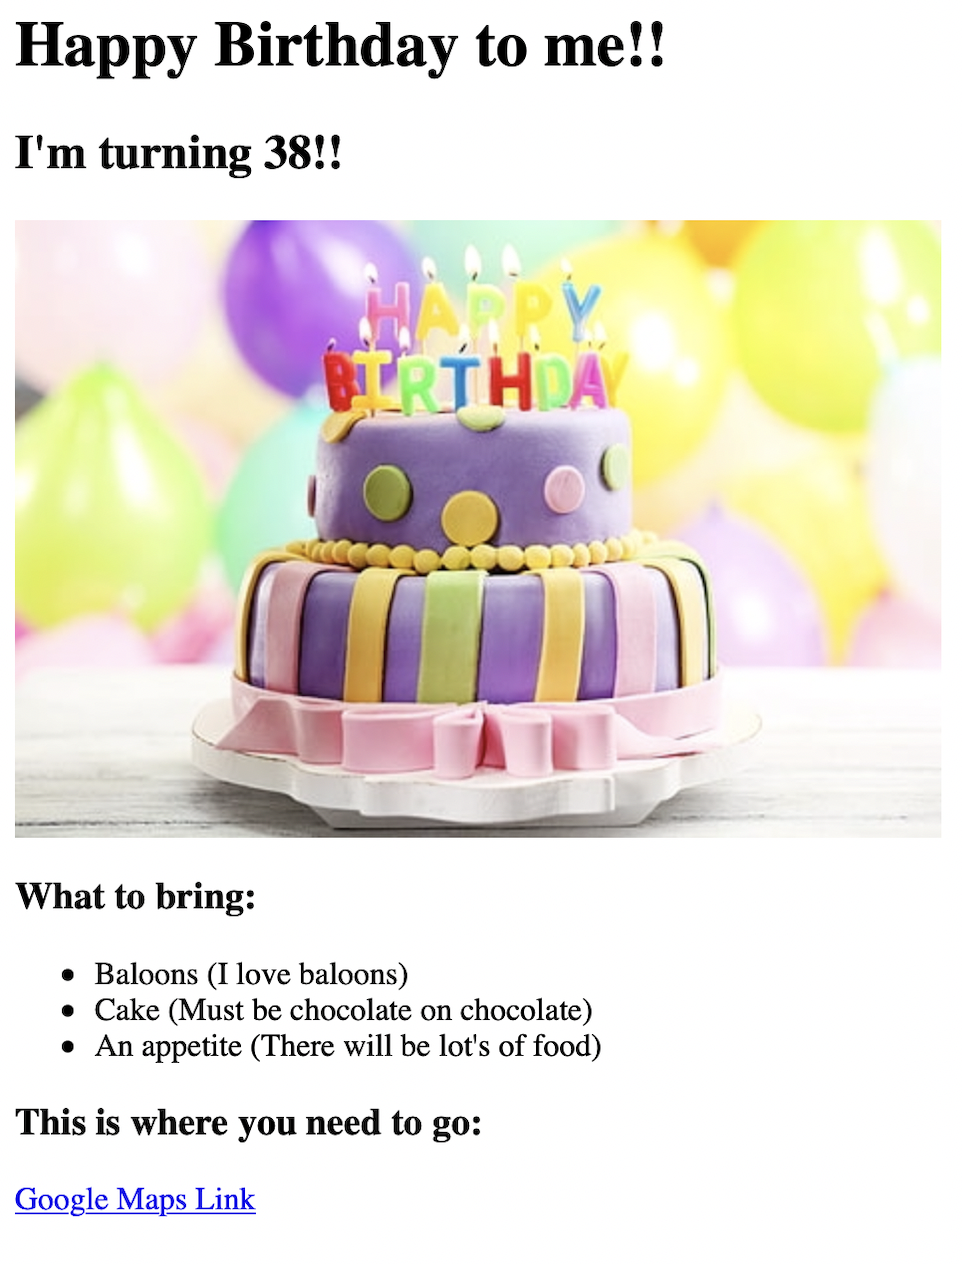 Happy Birthday to me!!
I'm turning 38!!
HAPPY
BIRTHDAY
What to bring:
Baloons (I love baloons)
Cake (Must be chocolate on chocolate)
An appetite (There will be lot's of food)
This is where you need to go:
Google Maps Link